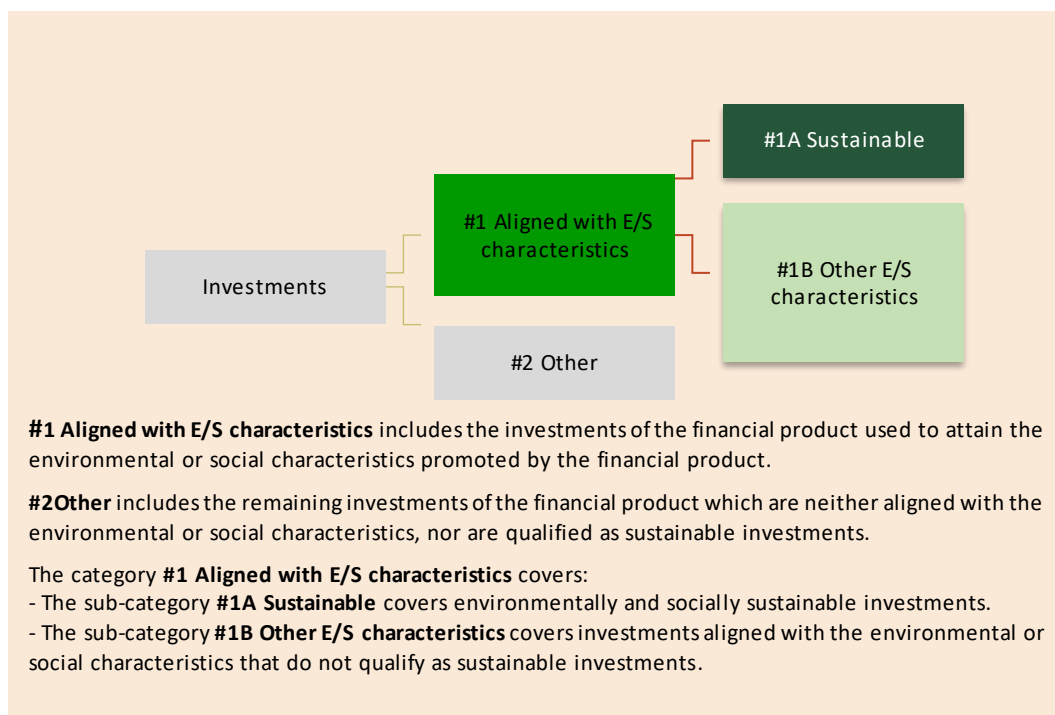 #1A Sustainable
#1 Aligned with E/S
characteristics
#1B Other E/S
characteristics
Investments
#2 Other
#1 Aligned with E/S characteristics includes the investments of the financial product used to attain the
environmental or social characteristics promoted by the financial product.
#2Other includes the remaining investments of the financial product which are neither aligned with the
environmental or social characteristics, nor are qualified as sustainable investments.
The category #1 Aligned with E/S characteristics covers:
- The sub-category #1A Sustainable covers environmentally and socially sustainable investments.
- The sub-category #1B Other E/S characteristics covers investments aligned with the environmental or
social characteristics that do not qualify as sustainable investments.